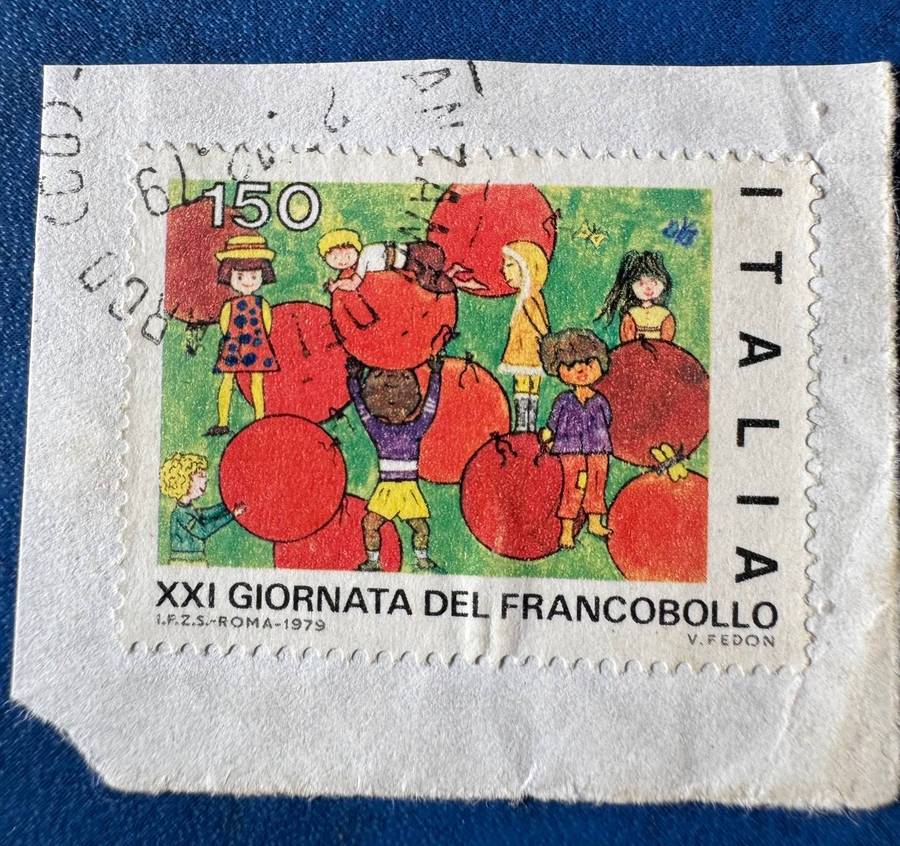 150
ITALIA
XXI GIORNATA DEL FRANCOBOLLO
I.F.Z.S.-ROMA-1979
V. FEDON